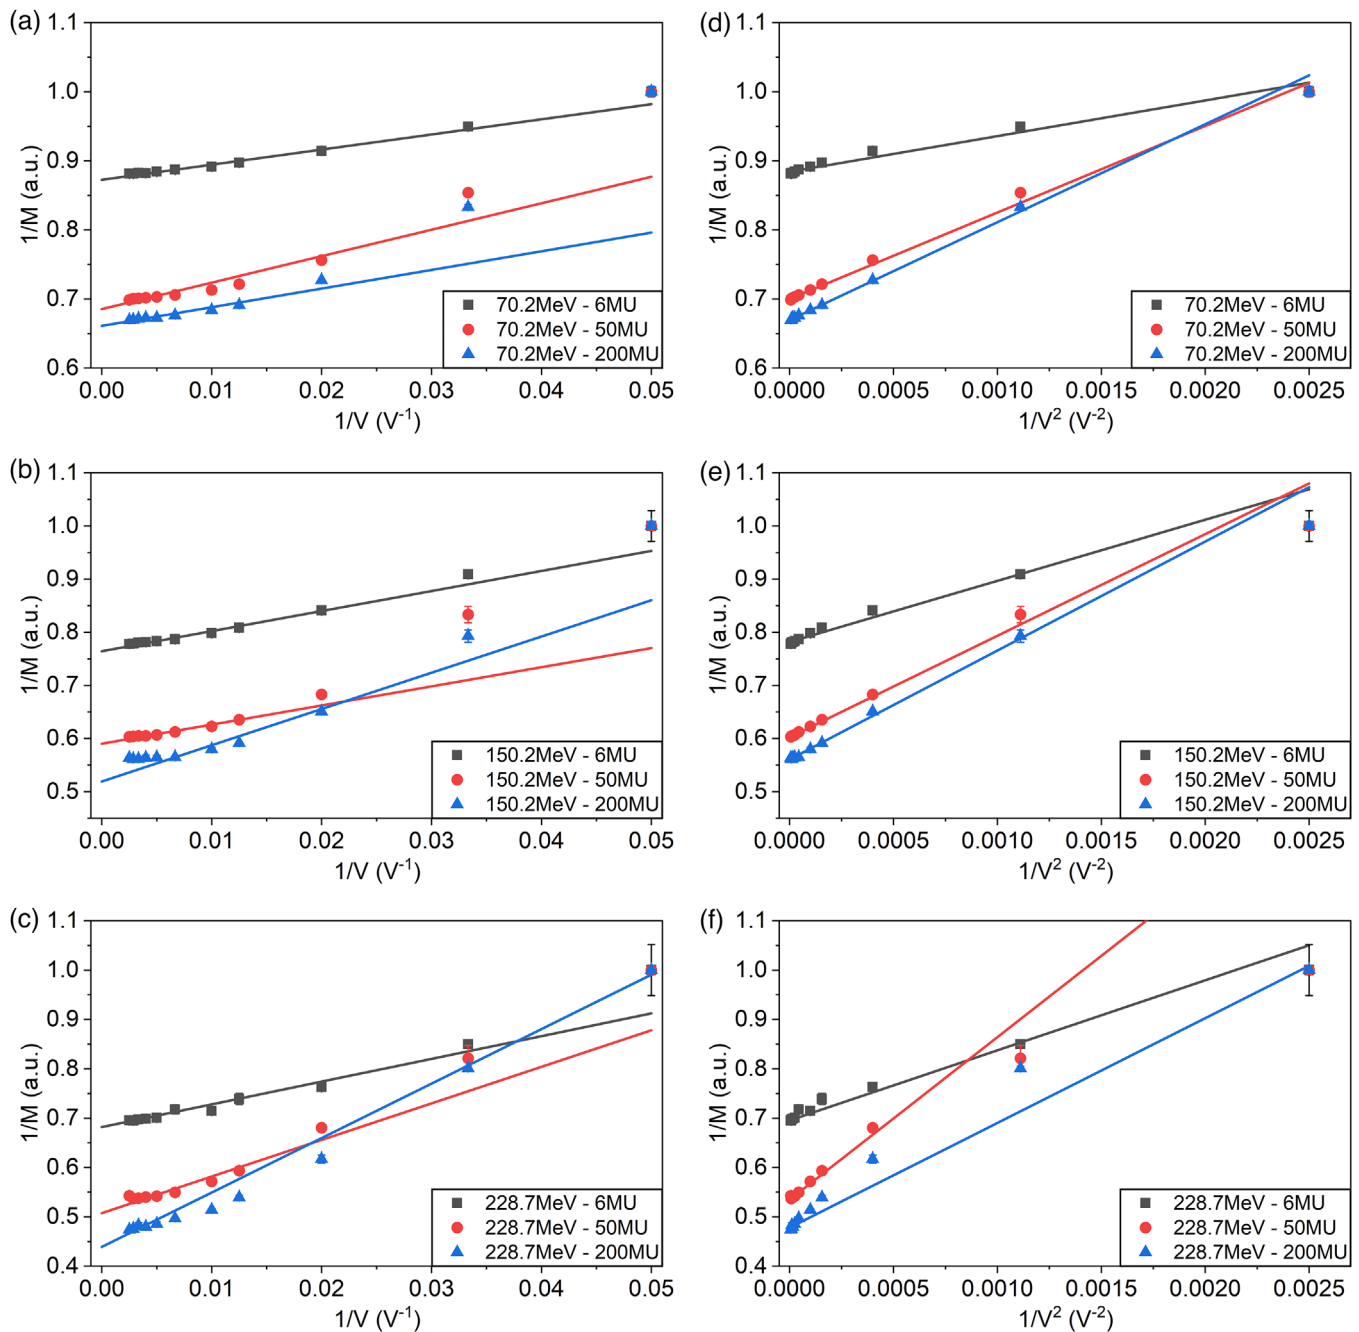 (a)
1.1
1.0
0.9
0.8
0.7
0.6
1/M (a.u.)
70.2MeV - 6MU
70.2MeV - 50MU
70.2MeV - 200MU
0.00 0.01 0.02 0.03 0.04 0.05
1/V (V⁻¹)
(d)
1.1
1.0
0.9
0.8
0.7
0.6
1/M (a.u.)
70.2MeV - 6MU
70.2MeV - 50MU
70.2MeV - 200MU
0.0000 0.0005 0.0010 0.0015 0.0020 0.0025
1/V² (V⁻²)
(b)
1.1
1.0
0.9
0.8
0.7
0.6
0.5
1/M (a.u.)
150.2MeV - 6MU
150.2MeV - 50MU
150.2MeV - 200MU
0.00 0.01 0.02 0.03 0.04 0.05
1/V (V⁻¹)
(e)
1.1
1.0
0.9
0.8
0.7
0.6
0.5
1/M (a.u.)
150.2MeV - 6MU
150.2MeV - 50MU
150.2MeV - 200MU
0.0000 0.0005 0.0010 0.0015 0.0020 0.0025
1/V² (V⁻²)
(c)
1.1
1.0
0.9
0.8
0.7
0.6
0.5
0.4
1/M (a.u.)
228.7MeV - 6MU
228.7MeV - 50MU
228.7MeV - 200MU
0.00 0.01 0.02 0.03 0.04 0.05
1/V (V⁻¹)
(f)
1.1
1.0
0.9
0.8
0.7
0.6
0.5
0.4
1/M (a.u.)
228.7MeV - 6MU
228.7MeV - 50MU
228.7MeV - 200MU
0.0000 0.0005 0.0010 0.0015 0.0020 0.0025
1/V² (V⁻²)